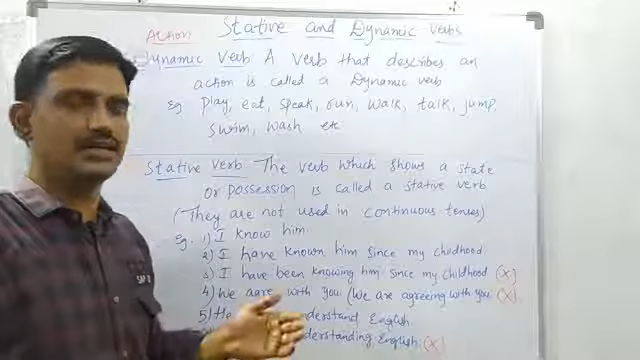 Action Stative and Dynamic Verbs
Dynamic Verb A verb that describes an
action is called a Dynamic verb
eg Play, eat, speak, run, walk, talk, jump,
swim, wash etc
Stative verb The verb which shows a state
or possession is called a stative verb
(They are not used in continuous tenses)
eg. 1) I know him.
2) I have known him since my childhood.
3) I have been knowing him since my childhood (X)
4) We agree with you (We are agreeing with you (X)
5) He understand English.
understanding English (X)